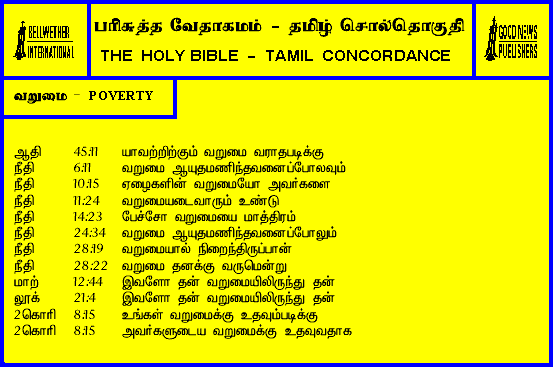 BELLWETHER
INTERNATIONAL
பரிசுத்த வேதாகமம் - தமிழ் சொல்தொகுதி
THE HOLY BIBLE - TAMIL CONCORDANCE
GOOD NEWS
PUBLISHERS
வறுமை - POVERTY
ஆதி 45:11 யாவற்றிற்கும் வறுமை வராதபடிக்கு
நீதி 6:11 வறுமை ஆயுதமணிந்தவனைப்போலவும்
நீதி 10:15 ஏழைகளின் வறுமையோ அவர்களை
நீதி 11:24 வறுமையடைவாரும் உண்டு
நீதி 14:23 பேச்சோ வறுமையை மாத்திரம்
நீதி 24:34 வறுமை ஆயுதமணிந்தவனைப்போலும்
நீதி 28:19 வறுமையால் நிறைந்திருப்பான்
நீதி 28:22 வறுமை தனக்கு வருமென்று
மாற் 12:44 இவளோ தன் வறுமையிலிருந்து தன்
லூக் 21:4 இவளோ தன் வறுமையிலிருந்து தன்
2கொரி 8:15 உங்கள் வறுமைக்கு உதவும்படிக்கு
2கொரி 8:15 அவர்களுடைய வறுமைக்கு உதவுவதாக